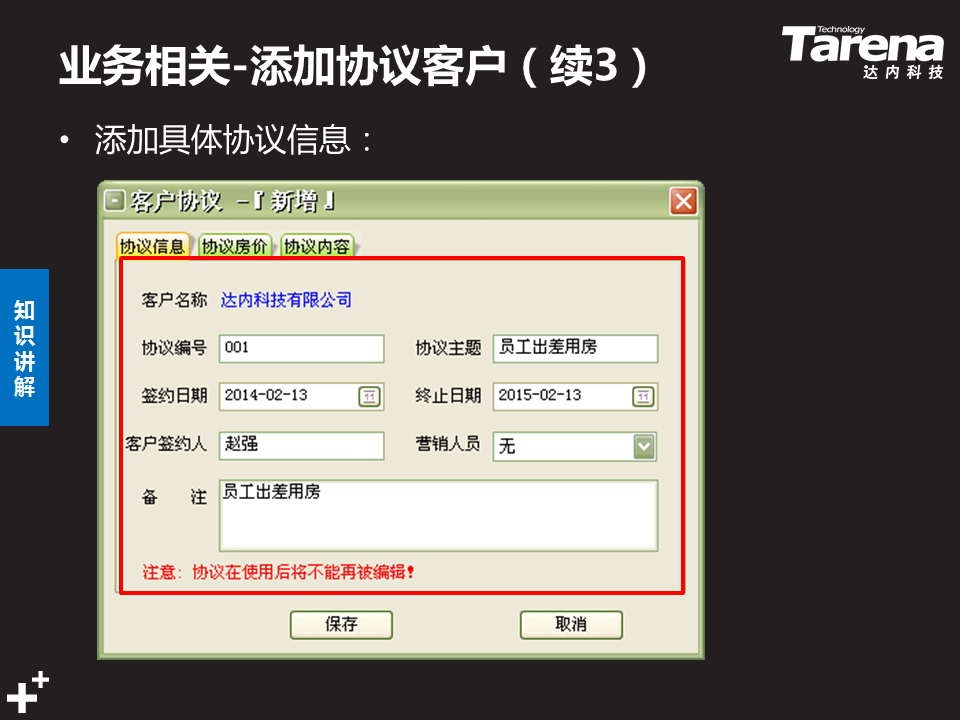 业务相关-添加协议客户（续3）
Technology
Tarena
达内科技
• 添加具体协议信息：
知识讲解
客户协议 -『新增』
协议信息 协议房价 协议内容
客户名称 达内科技有限公司
协议编号 001 协议主题 员工出差用房
签约日期 2014-02-13 11 终止日期 2015-02-13 11
客户签约人 赵强 营销人员 无
备 注 员工出差用房
注意: 协议在使用后将不能再被编辑!
保存 取消